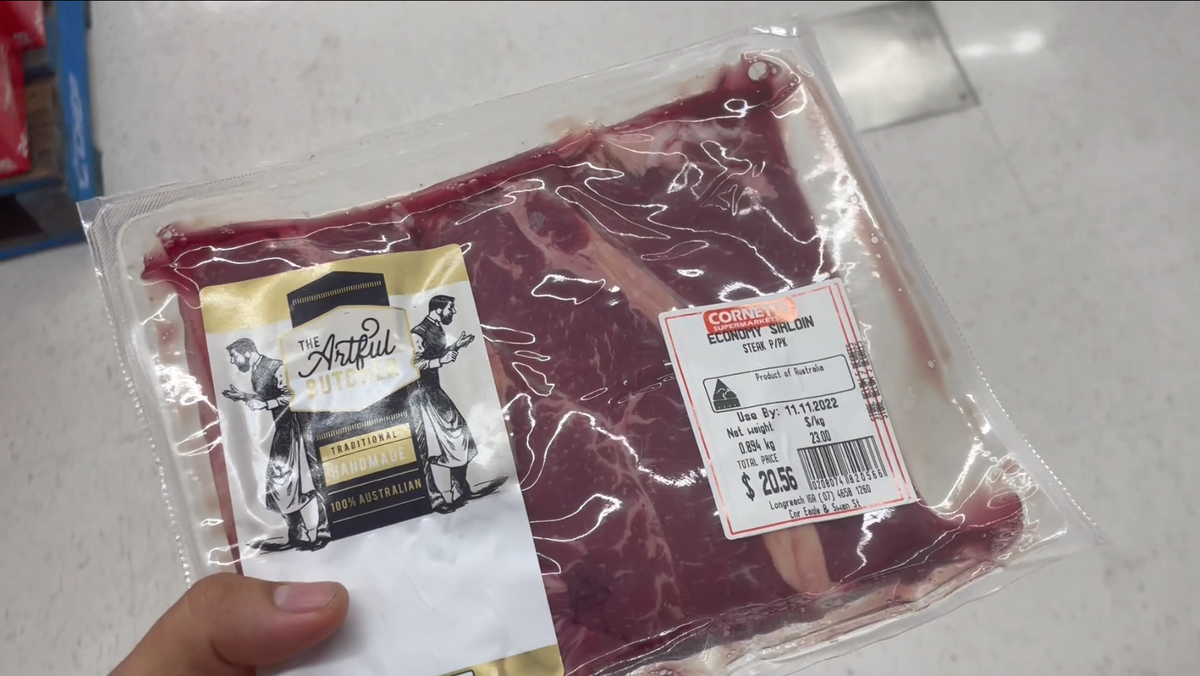 THE
Artful
BUTCHER
TRADITIONAL
HANDMADE
100% AUSTRALIAN
CORNETT'S
SUPERMARKETS
ECONOMY SIRLOIN
STEAK P/PK
Product of Australia
Use By: 11.11.2022
Net weight $/kg
0.894 kg 23.00
TOTAL PRICE
$ 20.56
0208074 820566
Longreach IGA (07) 4658 1260
Cnr Eagle & Swan St